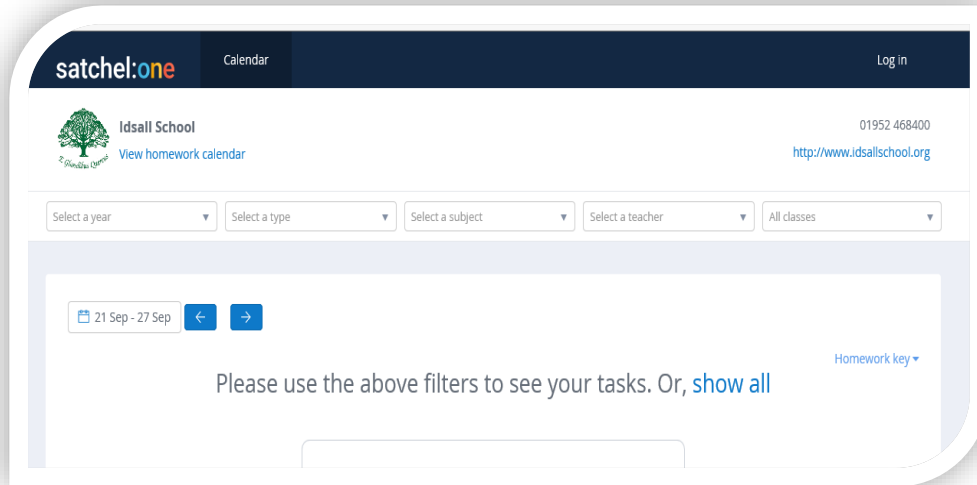 satchel:one
Calendar
Log in
Idsall School
View homework calendar
01952 468400
http://www.idsallschool.org
Select a year
Select a type
Select a subject
Select a teacher
All classes
21 Sep - 27 Sep
Homework key
Please use the above filters to see your tasks. Or, show all